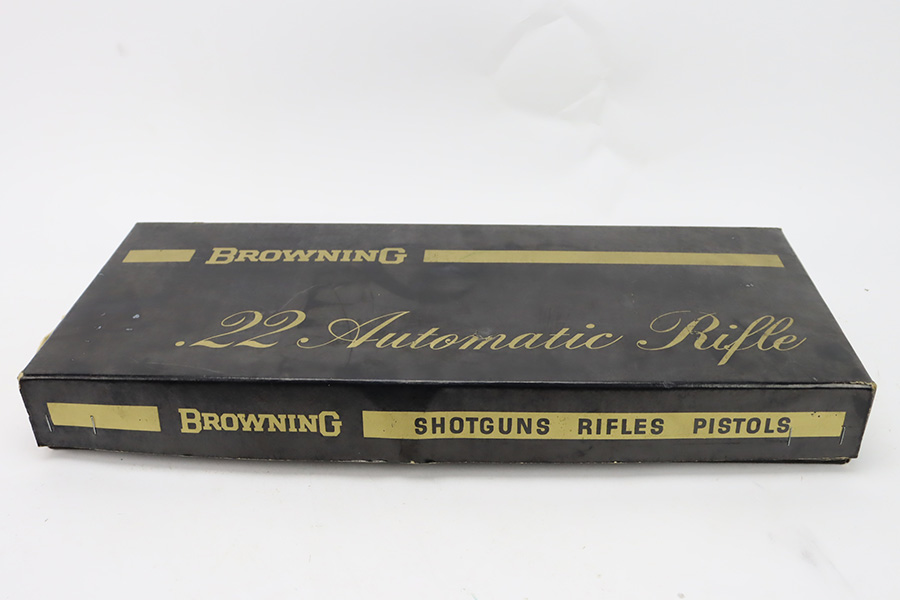 BROWNING
.22 Automatic Rifle
BROWNING SHOTGUNS RIFLES PISTOLS